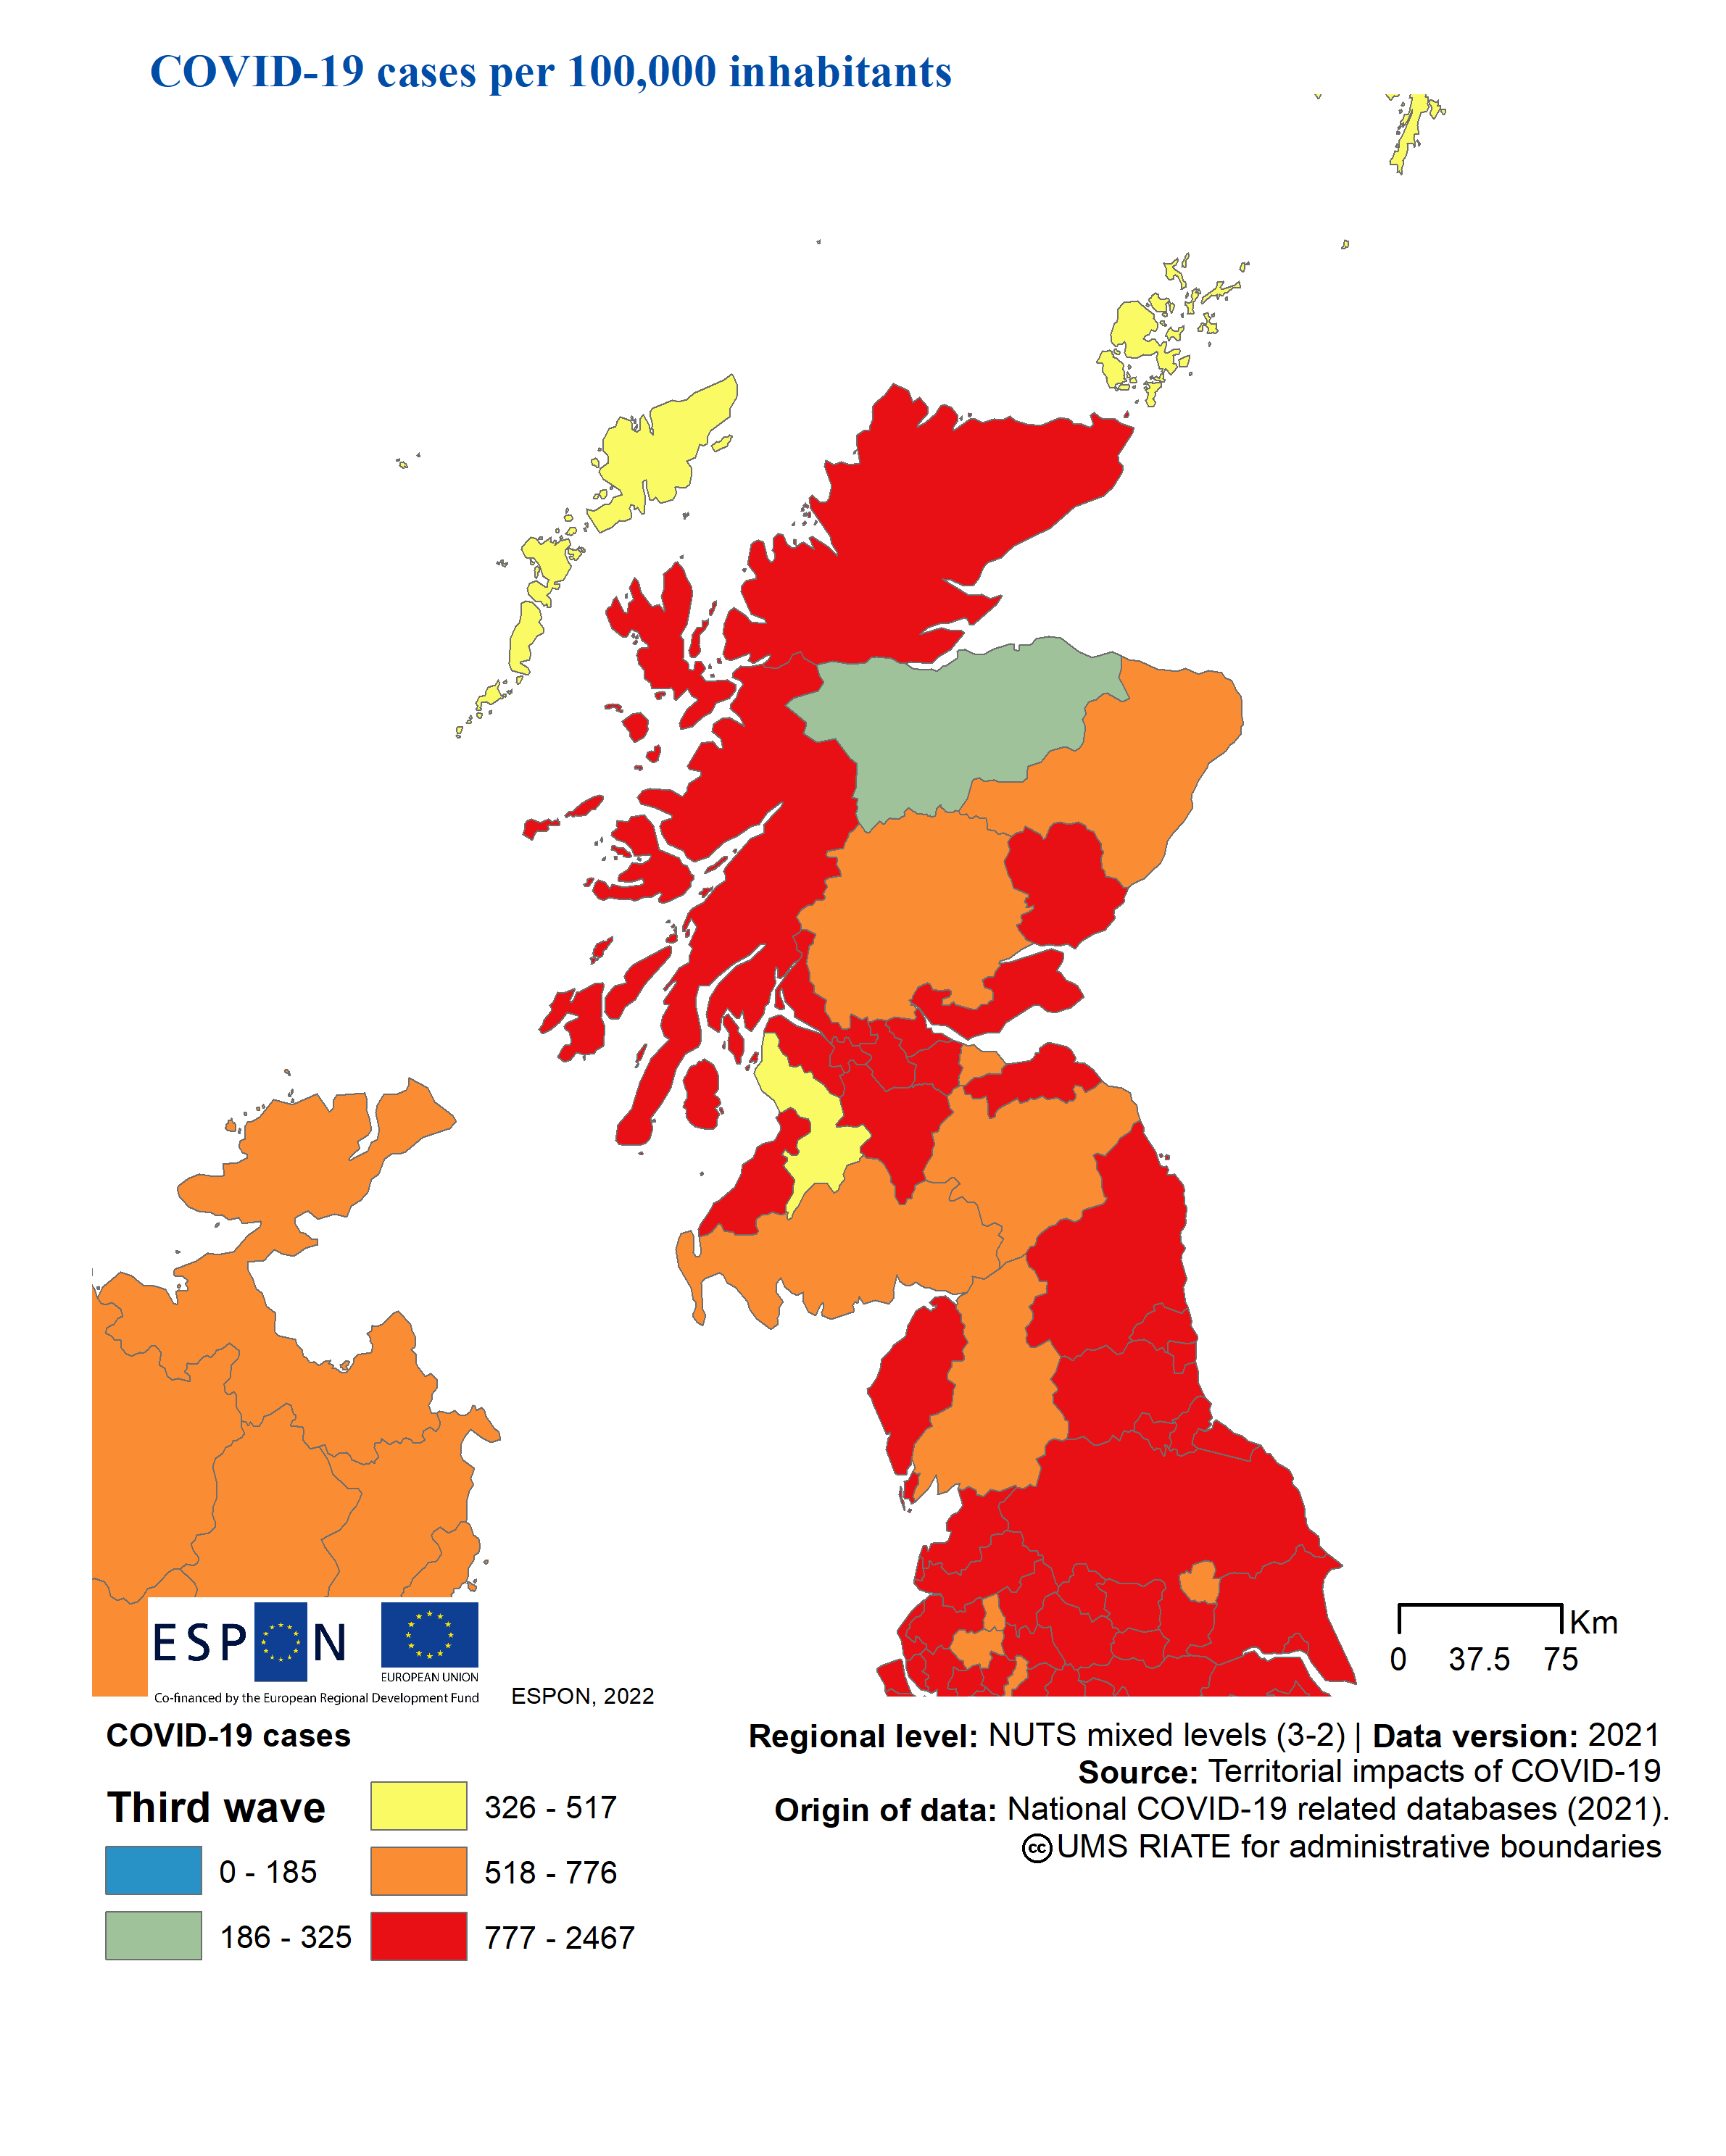 COVID-19 cases per 100,000 inhabitants
Km
0 37.5 75
ESPON
EUROPEAN UNION
Co-financed by the European Regional Development Fund
ESPON, 2022
COVID-19 cases
Third wave
0 - 185
186 - 325
326 - 517
518 - 776
777 - 2467
Regional level: NUTS mixed levels (3-2) | Data version: 2021
Source: Territorial impacts of COVID-19
Origin of data: National COVID-19 related databases (2021).
cc UMS RIATE for administrative boundaries